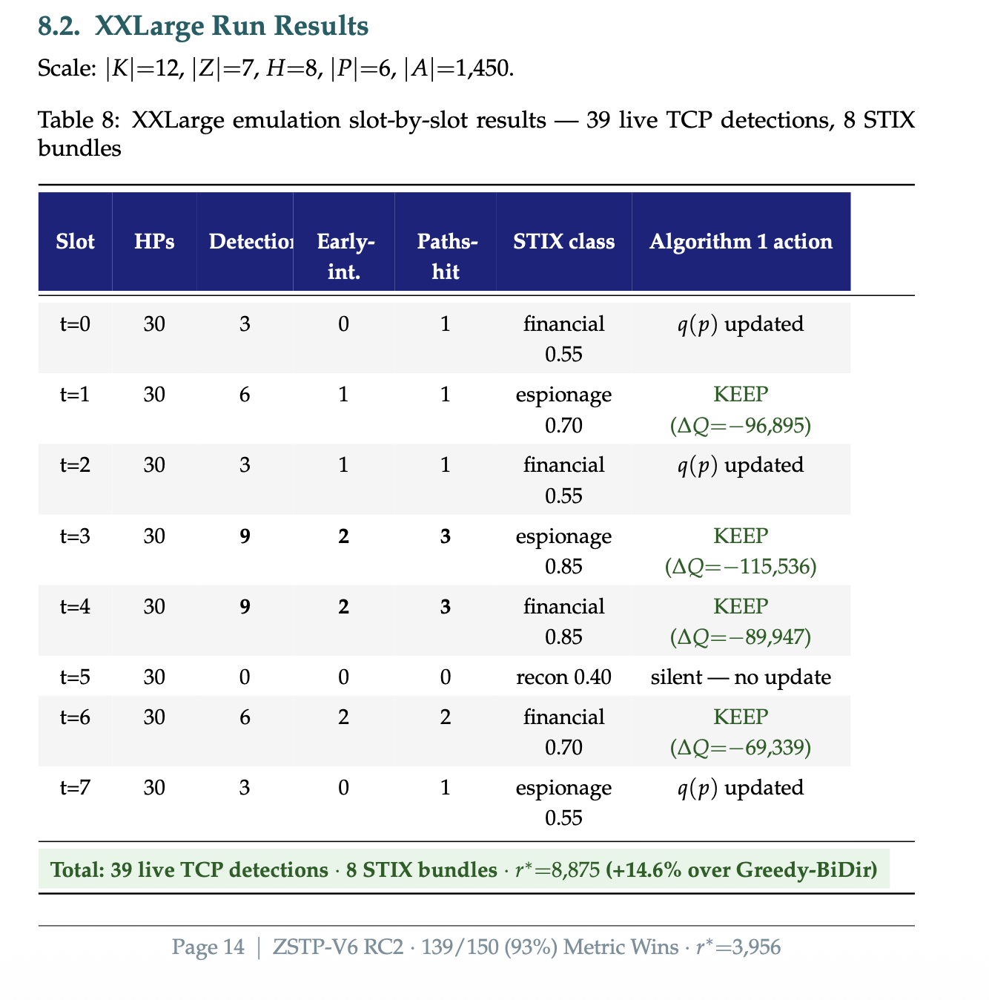 8.2. XXLarge Run Results
Scale: |K|=12, |Z|=7, H=8, |P|=6, |A|=1,450.
Table 8: XXLarge emulation slot-by-slot results — 39 live TCP detections, 8 STIX
bundles
Slot HPs Detection Early-int. Paths-hit STIX class Algorithm 1 action
t=0 30 3 0 1 financial 0.55 q(p) updated
t=1 30 6 1 1 espionage 0.70 KEEP (ΔQ=−96,895)
t=2 30 3 1 1 financial 0.55 q(p) updated
t=3 30 9 2 3 espionage 0.85 KEEP (ΔQ=−115,536)
t=4 30 9 2 3 financial 0.85 KEEP (ΔQ=−89,947)
t=5 30 0 0 0 recon 0.40 silent — no update
t=6 30 6 2 2 financial 0.70 KEEP (ΔQ=−69,339)
t=7 30 3 0 1 espionage 0.55 q(p) updated
Total: 39 live TCP detections · 8 STIX bundles · r*=8,875 (+14.6% over Greedy-BiDir)
Page 14 | ZSTP-V6 RC2 · 139/150 (93%) Metric Wins · r*=3,956